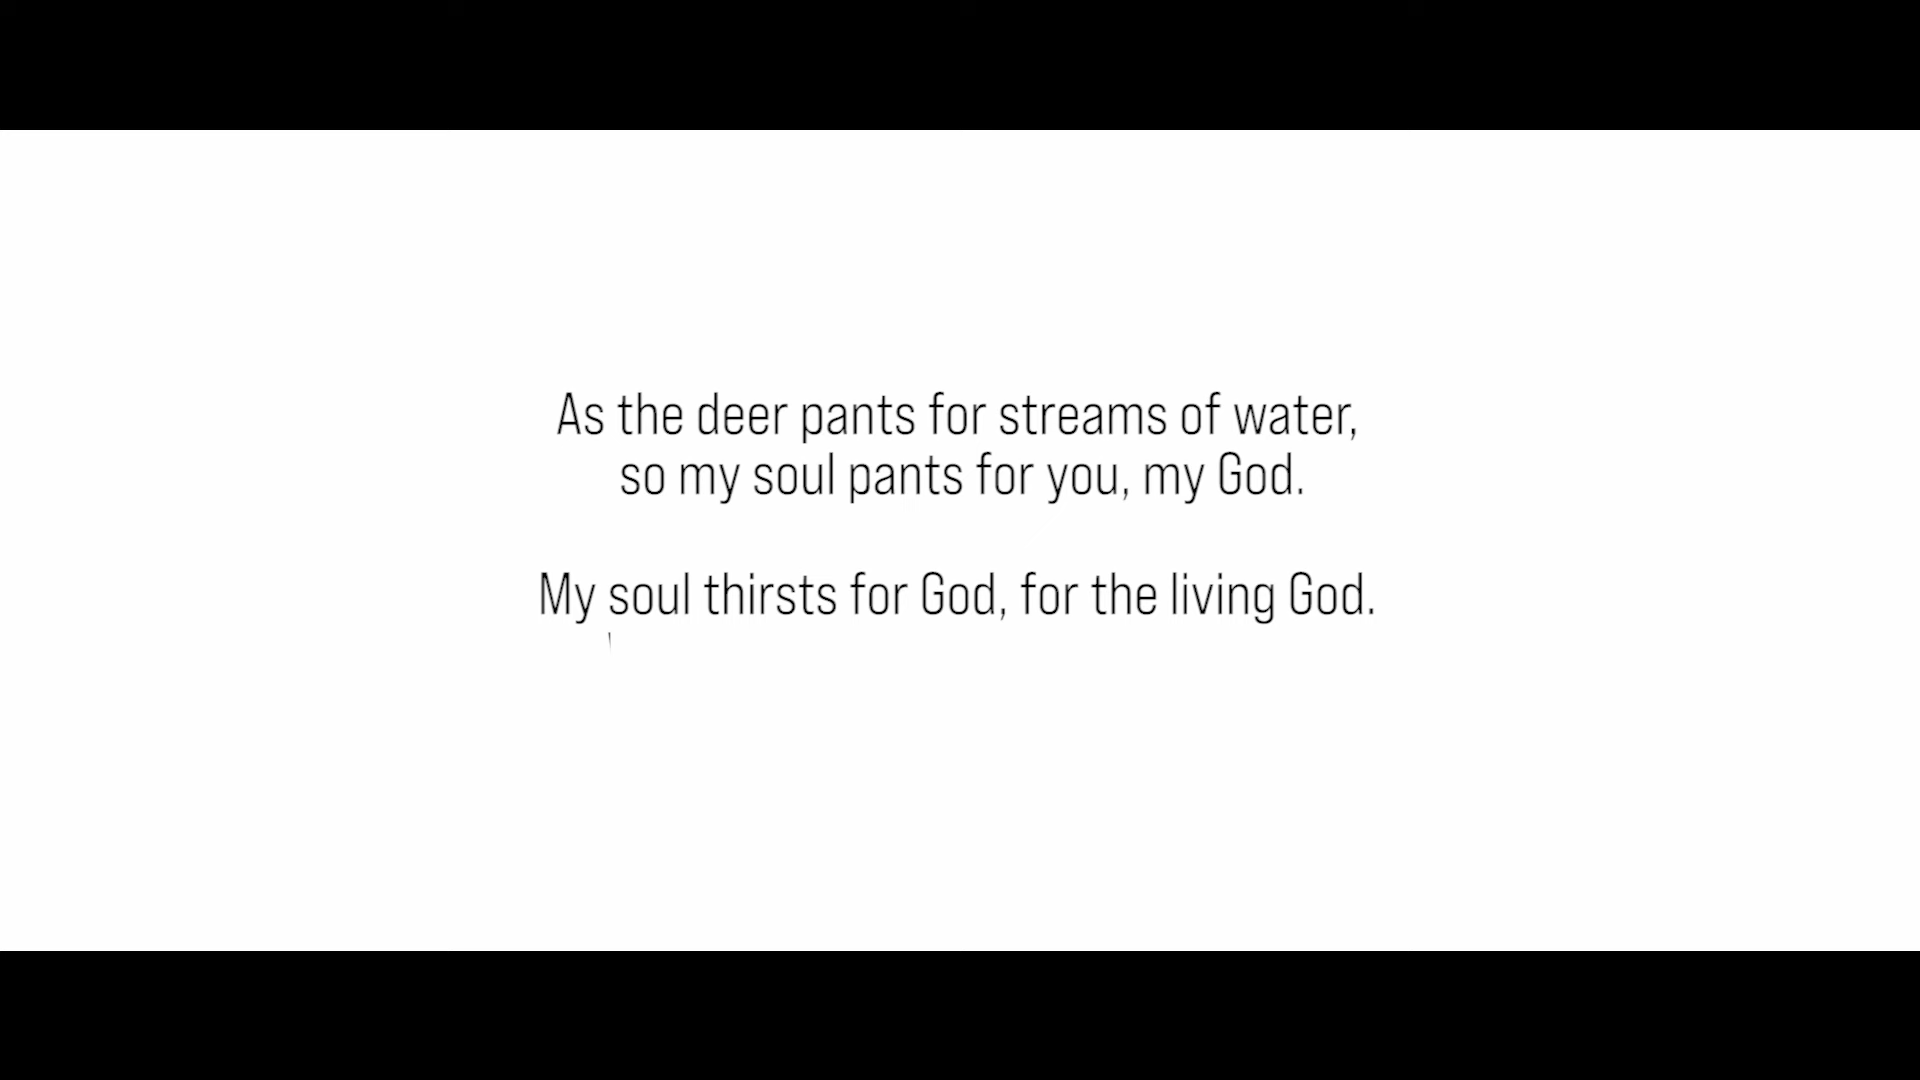 As the deer pants for streams of water,
so my soul pants for you, my God.
My soul thirsts for God, for the living God.